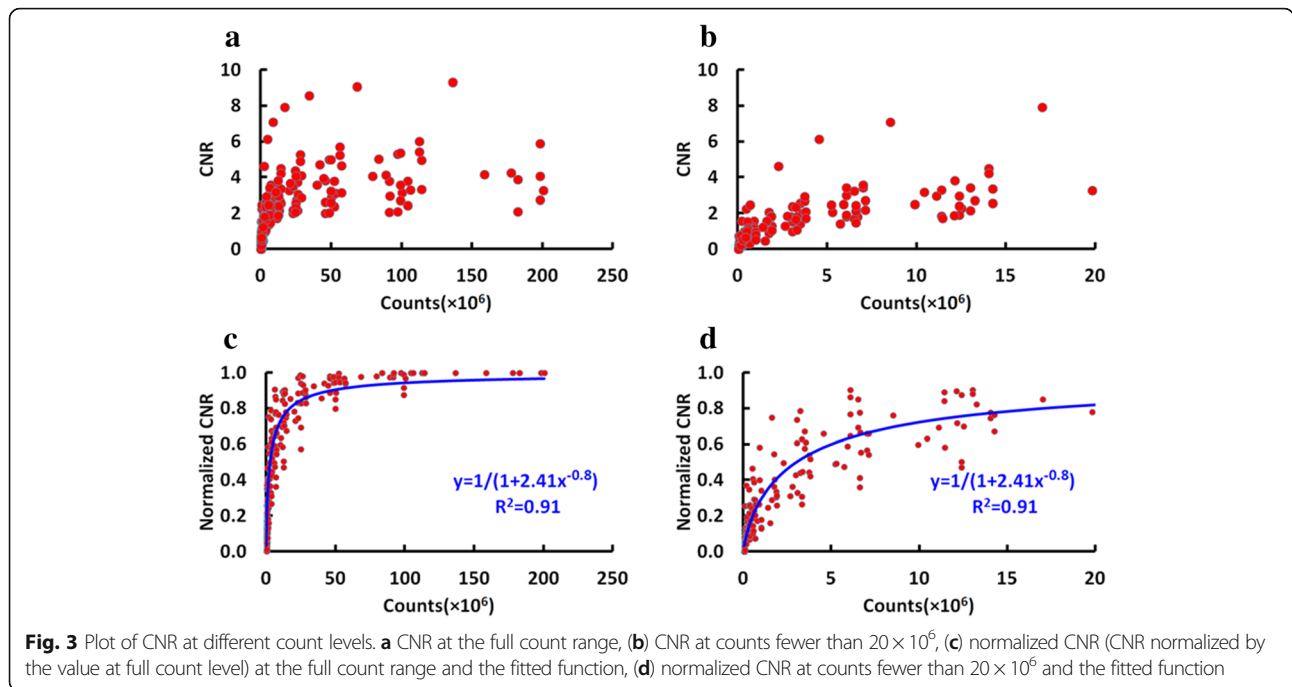 a
10
8
6
4
2
0
CNR
0 50 100 150 200 250
Counts(×10⁶)
b
10
8
6
4
2
0
CNR
0 5 10 15 20
Counts(×10⁶)
c
1.0
0.8
0.6
0.4
0.2
0.0
Normalized CNR
y=1/(1+2.41x⁻⁰·⁸)
R²=0.91
0 50 100 150 200 250
Counts(×10⁶)
d
1.0
0.8
0.6
0.4
0.2
0.0
Normalized CNR
y=1/(1+2.41x⁻⁰·⁸)
R²=0.91
0 5 10 15 20
Counts(×10⁶)
Fig. 3 Plot of CNR at different count levels. a CNR at the full count range, (b) CNR at counts fewer than 20 × 10⁶, (c) normalized CNR (CNR normalized by
the value at full count level) at the full count range and the fitted function, (d) normalized CNR at counts fewer than 20 × 10⁶ and the fitted function